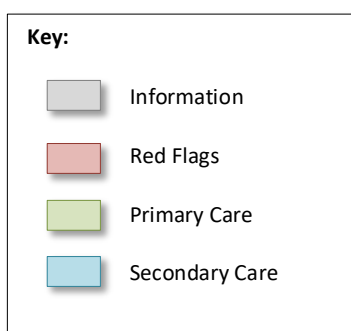 Key:
Information
Red Flags
Primary Care
Secondary Care